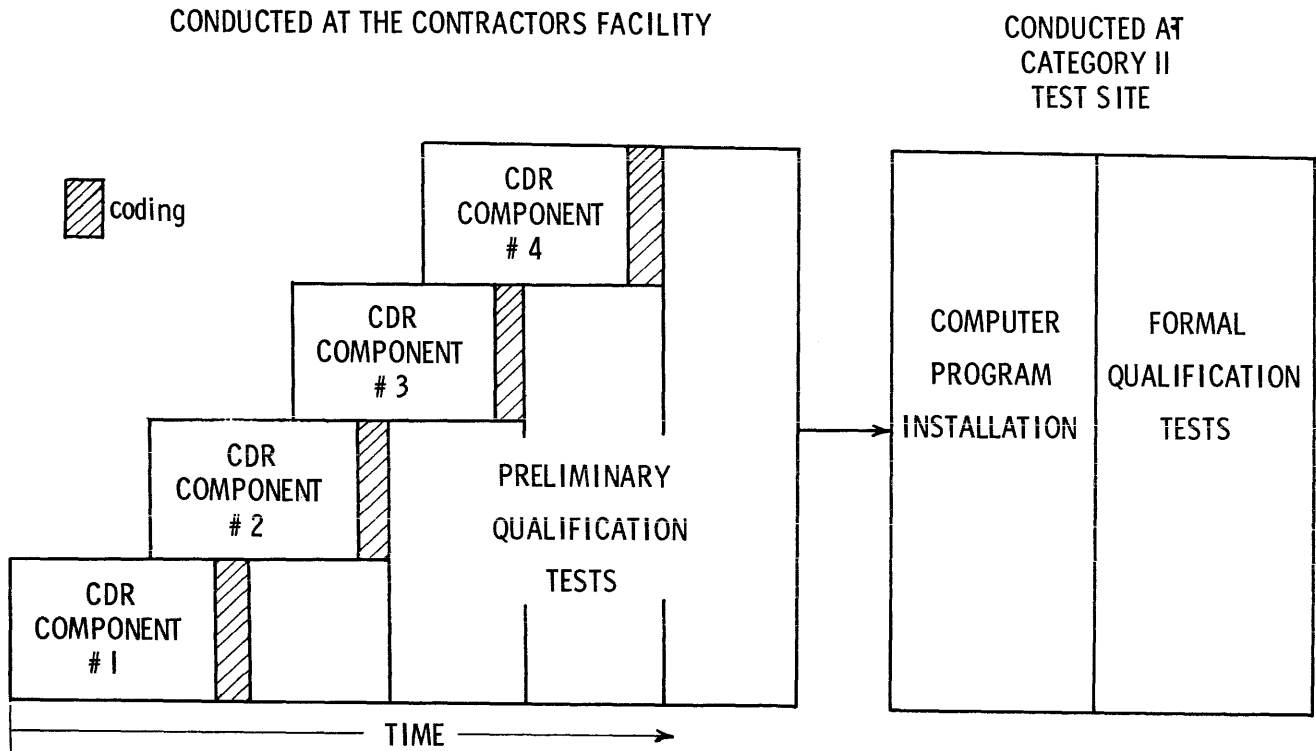 CONDUCTED AT THE CONTRACTORS FACILITY
CONDUCTED AT
CATEGORY II
TEST SITE
coding
CDR
COMPONENT
# 4
CDR
COMPONENT
# 3
CDR
COMPONENT
# 2
CDR
COMPONENT
# 1
PRELIMINARY
QUALIFICATION
TESTS
COMPUTER
PROGRAM
INSTALLATION
FORMAL
QUALIFICATION
TESTS
TIME